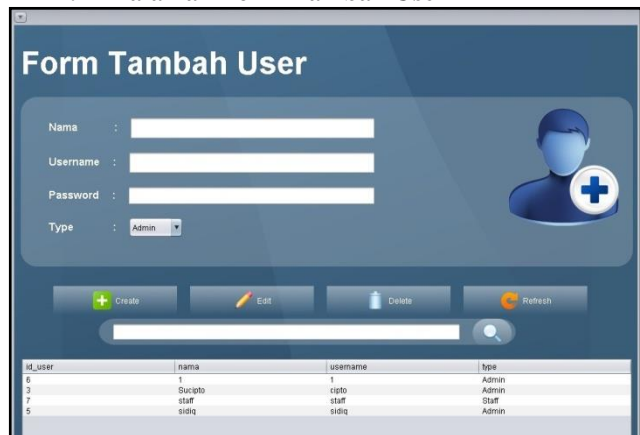 Form Tambah User
Nama :
Username :
Password :
Type : Admin
Create Edit Delete Refresh
id_user nama username type
6 1 1 Admin
3 Sucipto cipto Admin
7 staff staff Staff
5 sidiq sidiq Admin